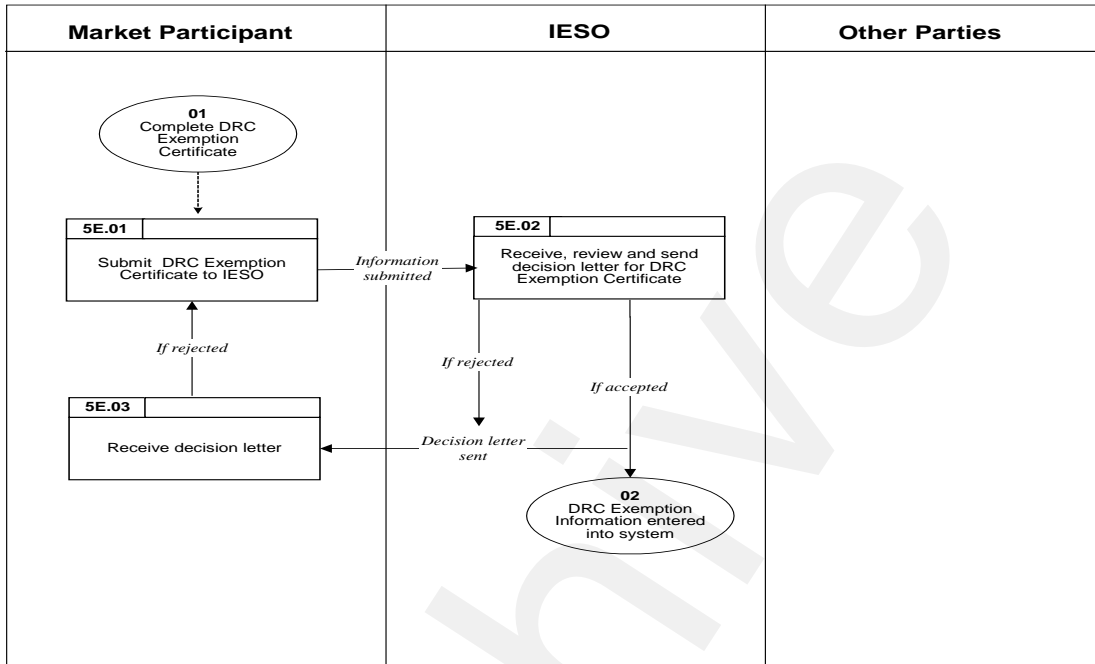 Market Participant
IESO
Other Parties
01
Complete DRC
Exemption
Certificate
5E.01
Submit DRC Exemption
Certificate to IESO
Information
submitted
5E.02
Receive, review and send
decision letter for DRC
Exemption Certificate
If rejected
If rejected
If accepted
5E.03
Receive decision letter
Decision letter
sent
02
DRC Exemption
Information entered
into system
hive